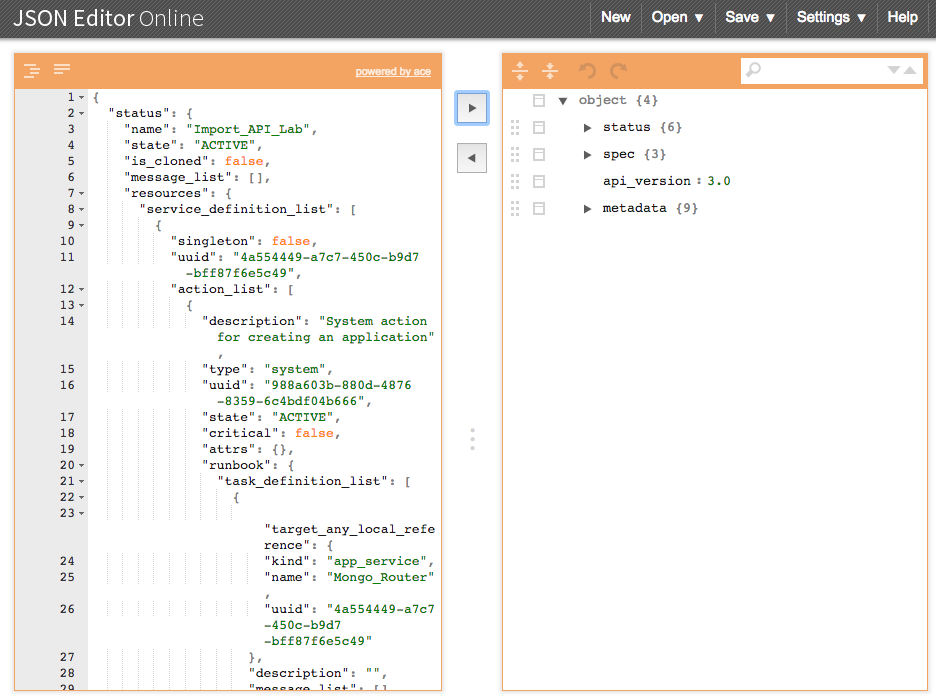 JSON Editor Online
New Open ▼ Save ▼ Settings ▼ Help
powered by ace
1 {
2 "status": {
3 "name": "Import_API_Lab",
4 "state": "ACTIVE",
5 "is_cloned": false,
6 "message_list": [],
7 "resources": {
8 "service_definition_list": [
9 {
10 "singleton": false,
11 "uuid": "4a554449-a7c7-450c-b9d7
-bff87f6e5c49",
12 "action_list": [
13 {
14 "description": "System action
for creating an application"
,
15 "type": "system",
16 "uuid": "988a603b-880d-4876
-8359-6c4bdf04b666",
17 "state": "ACTIVE",
18 "critical": false,
19 "attrs": {},
20 "runbook": {
21 "task_definition_list": [
22 {
23
"target_any_local_refe
rence": {
24 "kind": "app_service",
25 "name": "Mongo_Router"
,
26 "uuid": "4a554449-a7c7
-450c-b9d7
-bff87f6e5c49"
27 },
28 "description": "",
29 "message_list": []
object {4}
status {6}
spec {3}
api_version : 3.0
metadata {9}